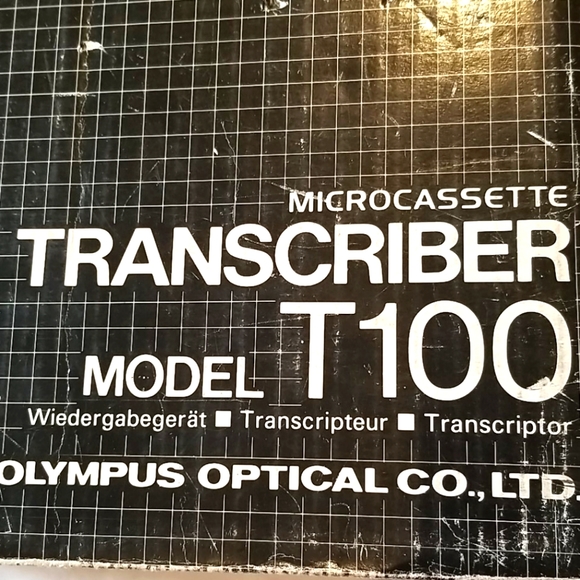 MICROCASSETTE
TRANSCRIBER
MODEL T100
Wiedergabegerät ■ Transcripteur ■ Transcriptor
OLYMPUS OPTICAL CO., LTD.